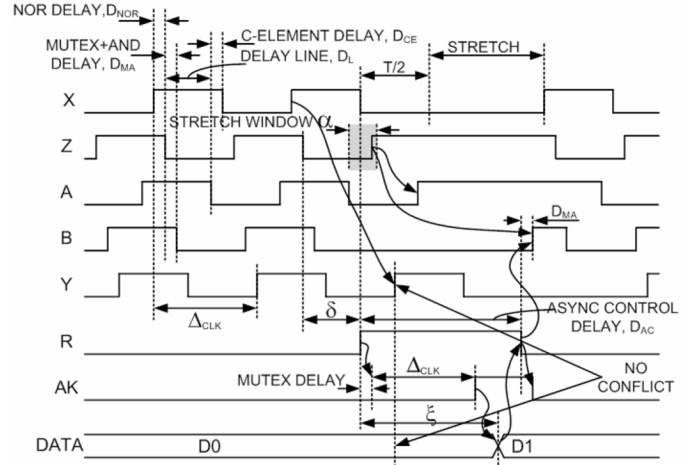 NOR DELAY,DNOR
C-ELEMENT DELAY, DCE
MUTEX+AND
DELAY, DMA
DELAY LINE, DL
STRETCH
T/2
X
STRETCH WINDOW α
Z
A
DMA
B
Y
ΔCLK
δ
ASYNC CONTROL
DELAY, DAC
R
MUTEX DELAY
ΔCLK
NO
CONFLICT
AK
ξ
DATA
D0
D1